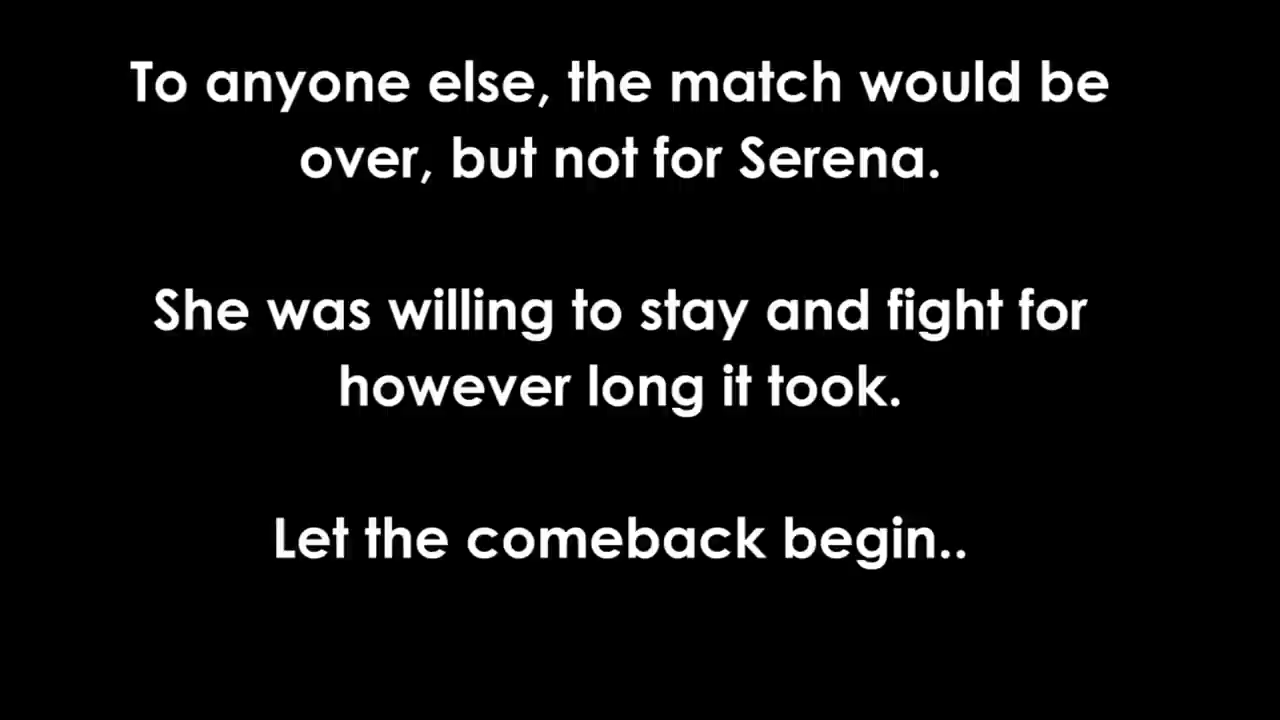 To anyone else, the match would be
over, but not for Serena.
She was willing to stay and fight for
however long it took.
Let the comeback begin..